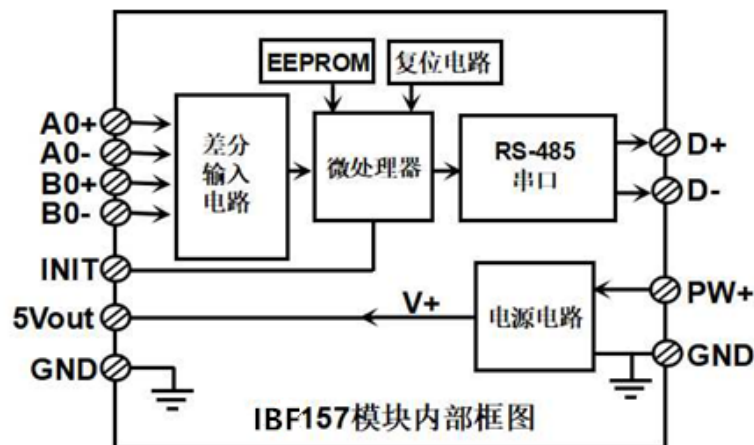 EEPROM
复位电路
A0+
A0-
B0+
B0-
差分
输入
电路
微处理器
RS-485
串口
D+
D-
INIT
5Vout
V+
电源电路
PW+
GND
GND
IBF157模块内部框图